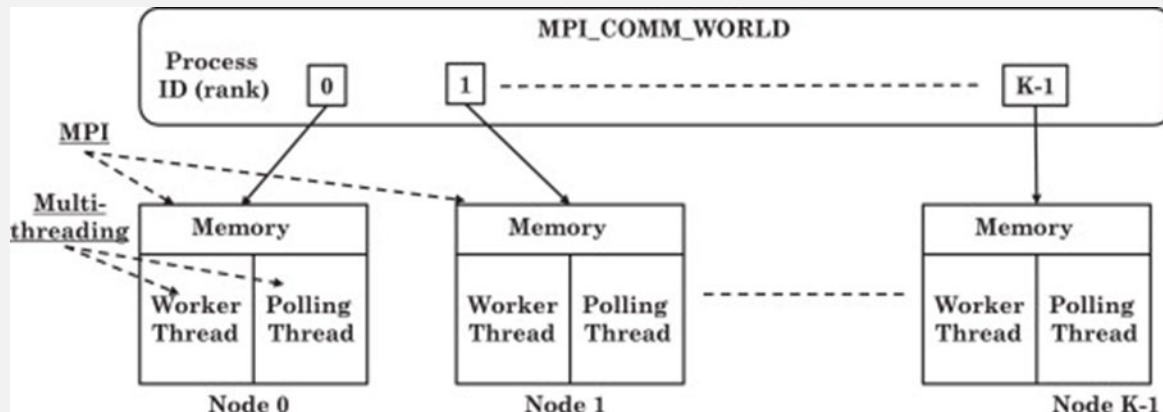 MPI_COMM_WORLD
Process
ID (rank)
0
1
K-1
MPI
Multi-
threading
Memory
Memory
Memory
Worker
Thread
Polling
Thread
Worker
Thread
Polling
Thread
Worker
Thread
Polling
Thread
Node 0
Node 1
Node K-1